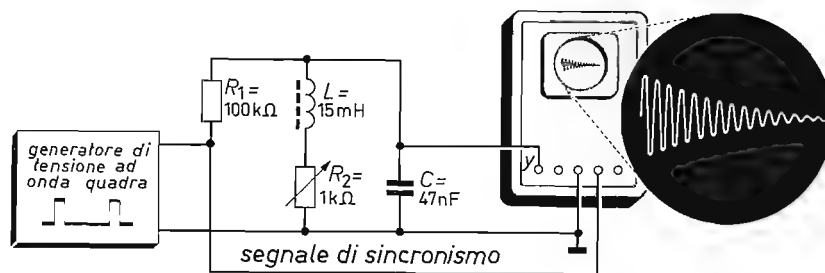 R1=
100kΩ
L=
15mH
generatore di
tensione ad
onda quadra
R2=
1kΩ
C=
47nF
y
segnale di sincronismo